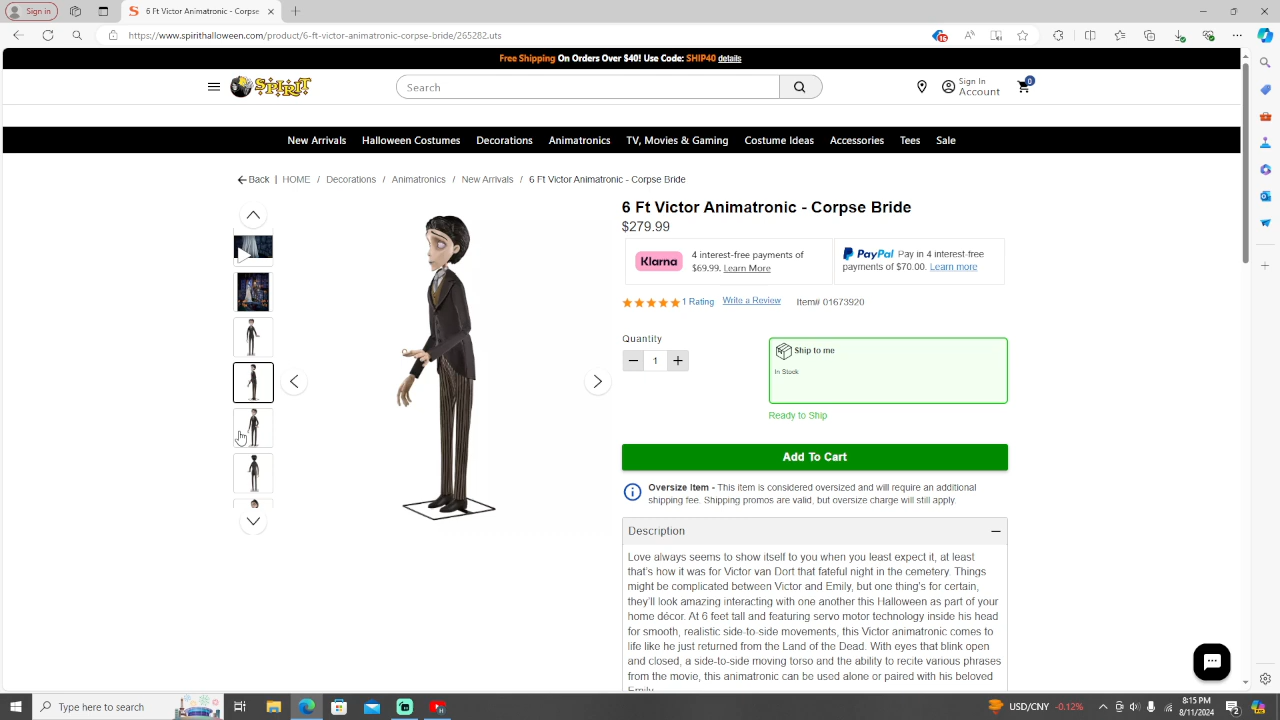 Sign in
6 Ft Victor Animatronic - Corpse
https://www.spirithalloween.com/product/6-ft-victor-animatronic-corpse-bride/265282.uts
Free Shipping On Orders Over $40! Use Code: SHIP40 details
SPIRIT
Search
Sign In
Account
0
New Arrivals Halloween Costumes Decorations Animatronics TV, Movies & Gaming Costume Ideas Accessories Tees Sale
Back | HOME / Decorations / Animatronics / New Arrivals / 6 Ft Victor Animatronic - Corpse Bride
6 Ft Victor Animatronic - Corpse Bride
$279.99
Klarna 4 interest-free payments of
$69.99. Learn More
PayPal Pay in 4 interest-free
payments of $70.00. Learn more
1 Rating Write a Review Item# 01673920
Quantity
1
Ship to me
In Stock
Ready to Ship
Add To Cart
Oversize Item - This item is considered oversized and will require an additional
shipping fee. Shipping promos are valid, but oversize charge will still apply.
Description
Love always seems to show itself to you when you least expect it, at least
that's how it was for Victor van Dort that fateful night in the cemetery. Things
might be complicated between Victor and Emily, but one thing's for certain,
they'll look amazing interacting with one another this Halloween as part of your
home décor. At 6 feet tall and featuring servo motor technology inside his head
for smooth, realistic side-to-side movements, this Victor animatronic comes to
life like he just returned from the Land of the Dead. With eyes that blink open
and closed, a side-to-side moving torso and the ability to recite various phrases
from the movie, this animatronic can be used alone or paired with his beloved
Emily
Type here to search
USD/CNY -0.12%
8:15 PM
8/11/2024
2